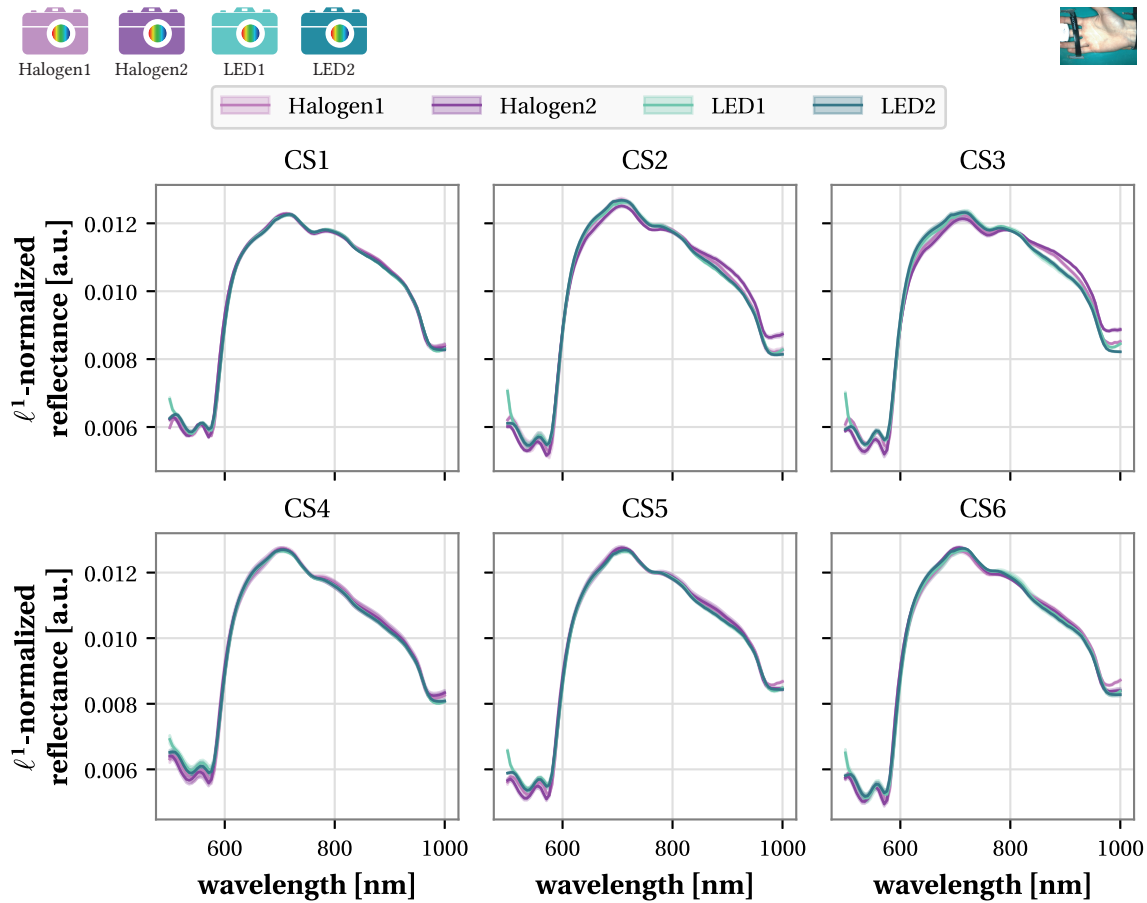 Halogen1 Halogen2 LED1 LED2
Halogen1 Halogen2 LED1 LED2
CS1 CS2 CS3
ℓ¹-normalized
reflectance [a.u.]
0.012
0.010
0.008
0.006
CS4 CS5 CS6
ℓ¹-normalized
reflectance [a.u.]
0.012
0.010
0.008
0.006
600 800 1000 600 800 1000 600 800 1000
wavelength [nm] wavelength [nm] wavelength [nm]